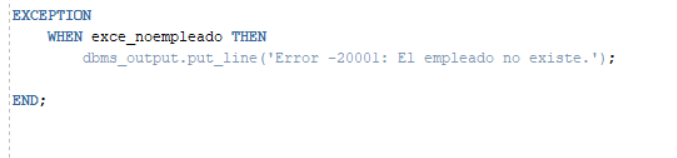 EXCEPTION
WHEN exce_noempleado THEN
dbms_output.put_line('Error -20001: El empleado no existe.');
END;